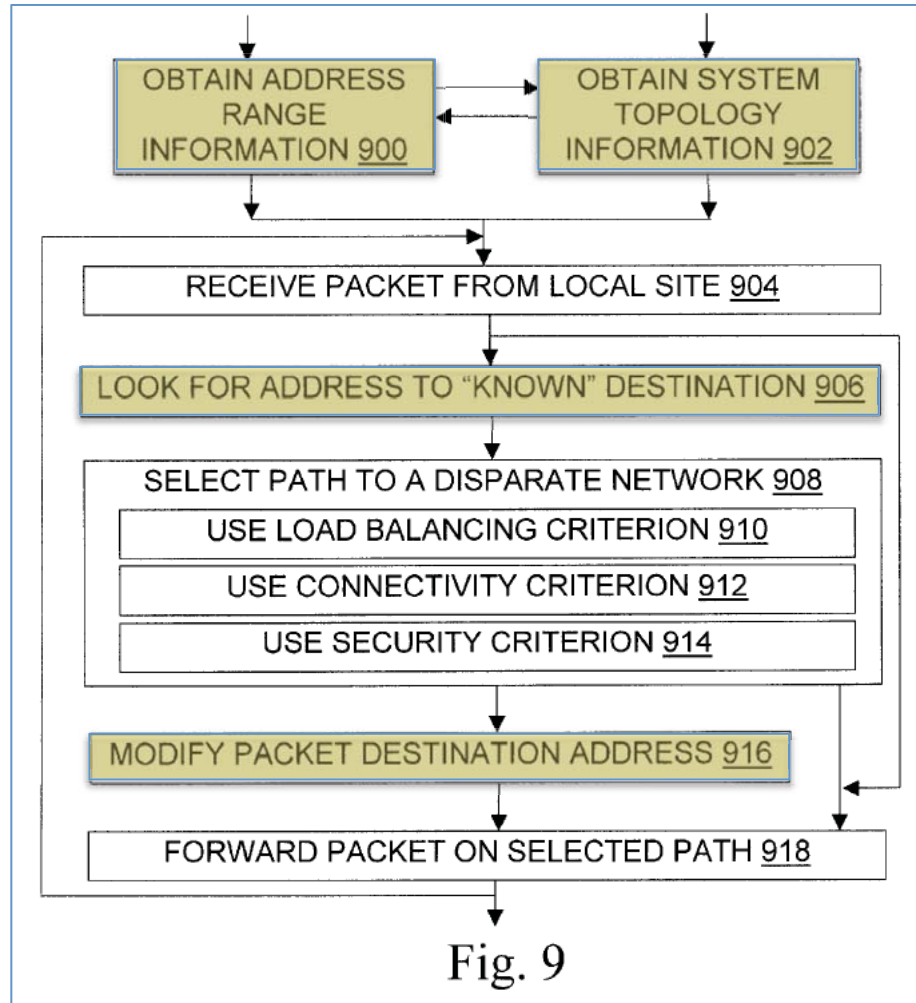 OBTAIN ADDRESS
RANGE
INFORMATION 900
OBTAIN SYSTEM
TOPOLOGY
INFORMATION 902
RECEIVE PACKET FROM LOCAL SITE 904
LOOK FOR ADDRESS TO “KNOWN” DESTINATION 906
SELECT PATH TO A DISPARATE NETWORK 908
USE LOAD BALANCING CRITERION 910
USE CONNECTIVITY CRITERION 912
USE SECURITY CRITERION 914
MODIFY PACKET DESTINATION ADDRESS 916
FORWARD PACKET ON SELECTED PATH 918
Fig. 9